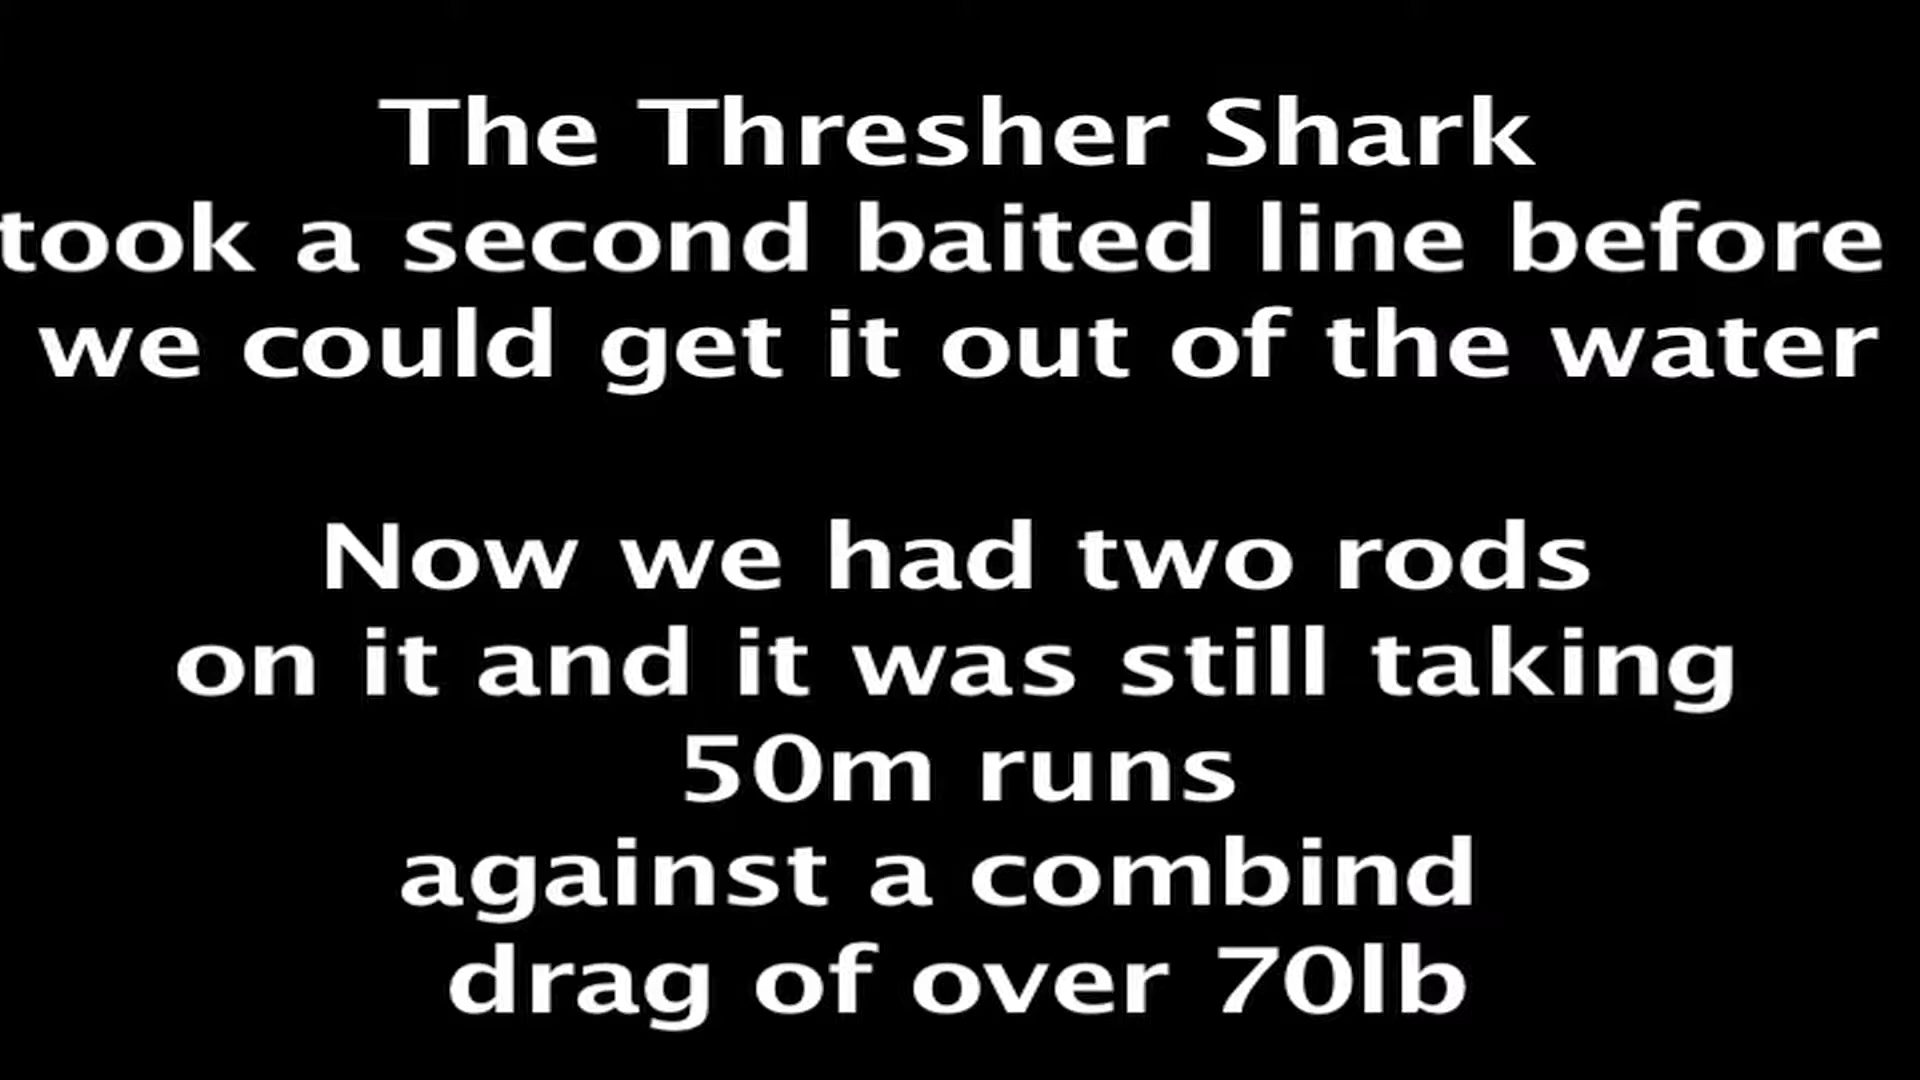 The Thresher Shark
took a second baited line before
we could get it out of the water
Now we had two rods
on it and it was still taking
50m runs
against a combind
drag of over 70lb